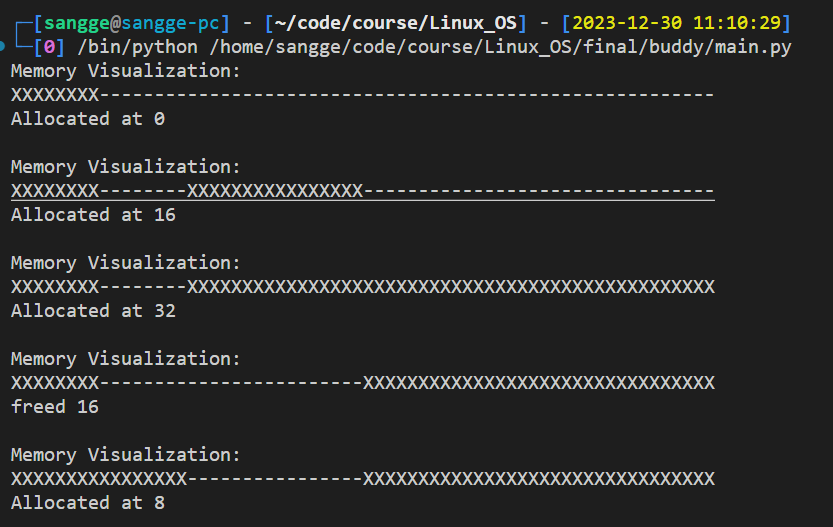 ┌─[sangge@sangge-pc] - [~/code/course/Linux_OS] - [2023-12-30 11:10:29]
└─[0] /bin/python /home/sangge/code/course/Linux_OS/final/buddy/main.py
Memory Visualization:
XXXXXXXX--------------------------------------------------------
Allocated at 0
Memory Visualization:
XXXXXXXX--------XXXXXXXXXXXXXXXX--------------------------------
Allocated at 16
Memory Visualization:
XXXXXXXX--------XXXXXXXXXXXXXXXXXXXXXXXXXXXXXXXXXXXXXXXXXXXXXXXX
Allocated at 32
Memory Visualization:
XXXXXXXX------------------------XXXXXXXXXXXXXXXXXXXXXXXXXXXXXXXX
freed 16
Memory Visualization:
XXXXXXXXXXXXXXXX----------------XXXXXXXXXXXXXXXXXXXXXXXXXXXXXXXX
Allocated at 8